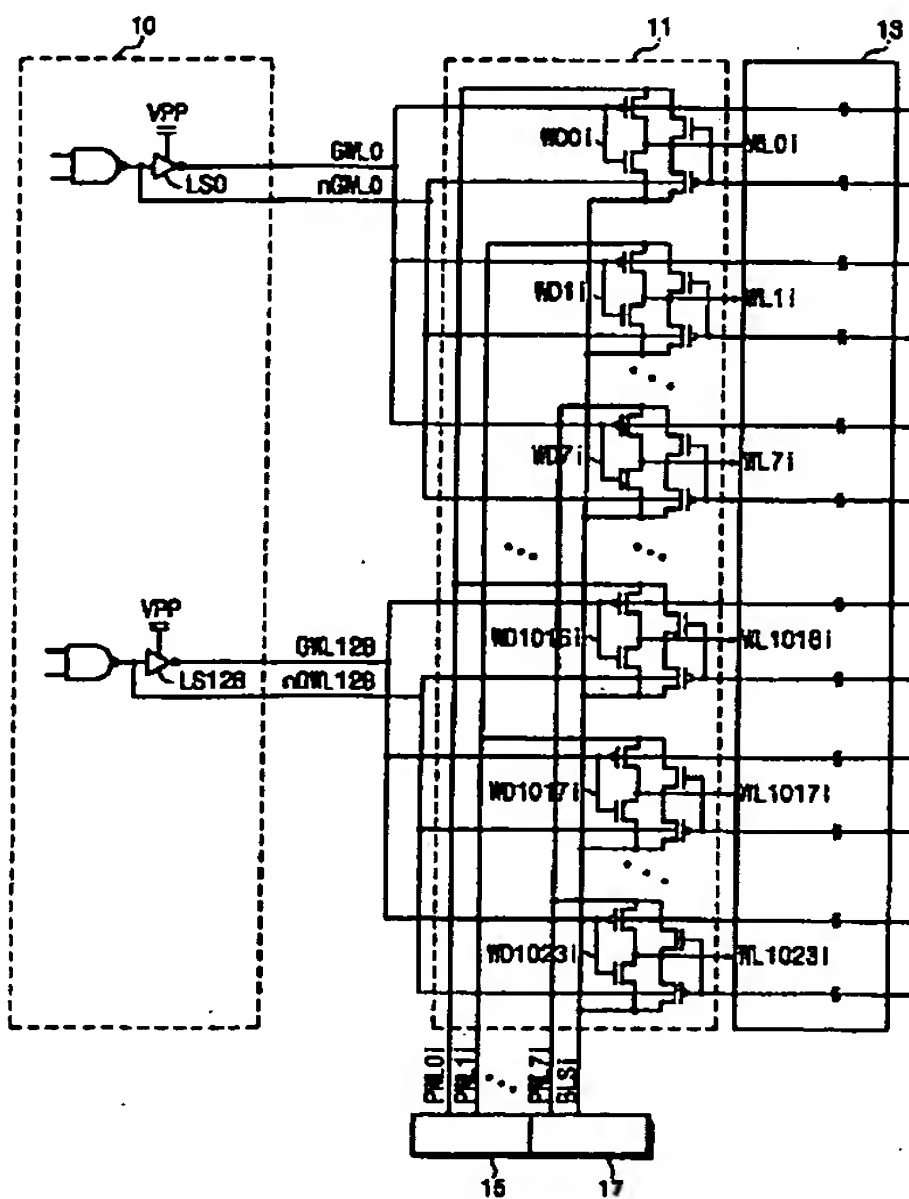 10
11
13
VPP
GWL0
nGWL0
LS0
WD0i
WL0i
WD1i
WL1i
WD7i
WL7i
VPP
GWL128
nGWL128
LS128
WD1016i
WL1016i
WD1017i
WL1017i
WD1023i
WL1023i
PWL0i
PWL1i
PWL7i
BLSi
15
17